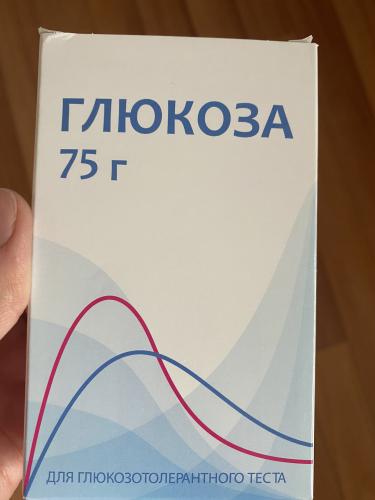 ГЛЮКОЗА
75 г
ДЛЯ ГЛЮКОЗОТОЛЕРАНТНОГО ТЕСТА